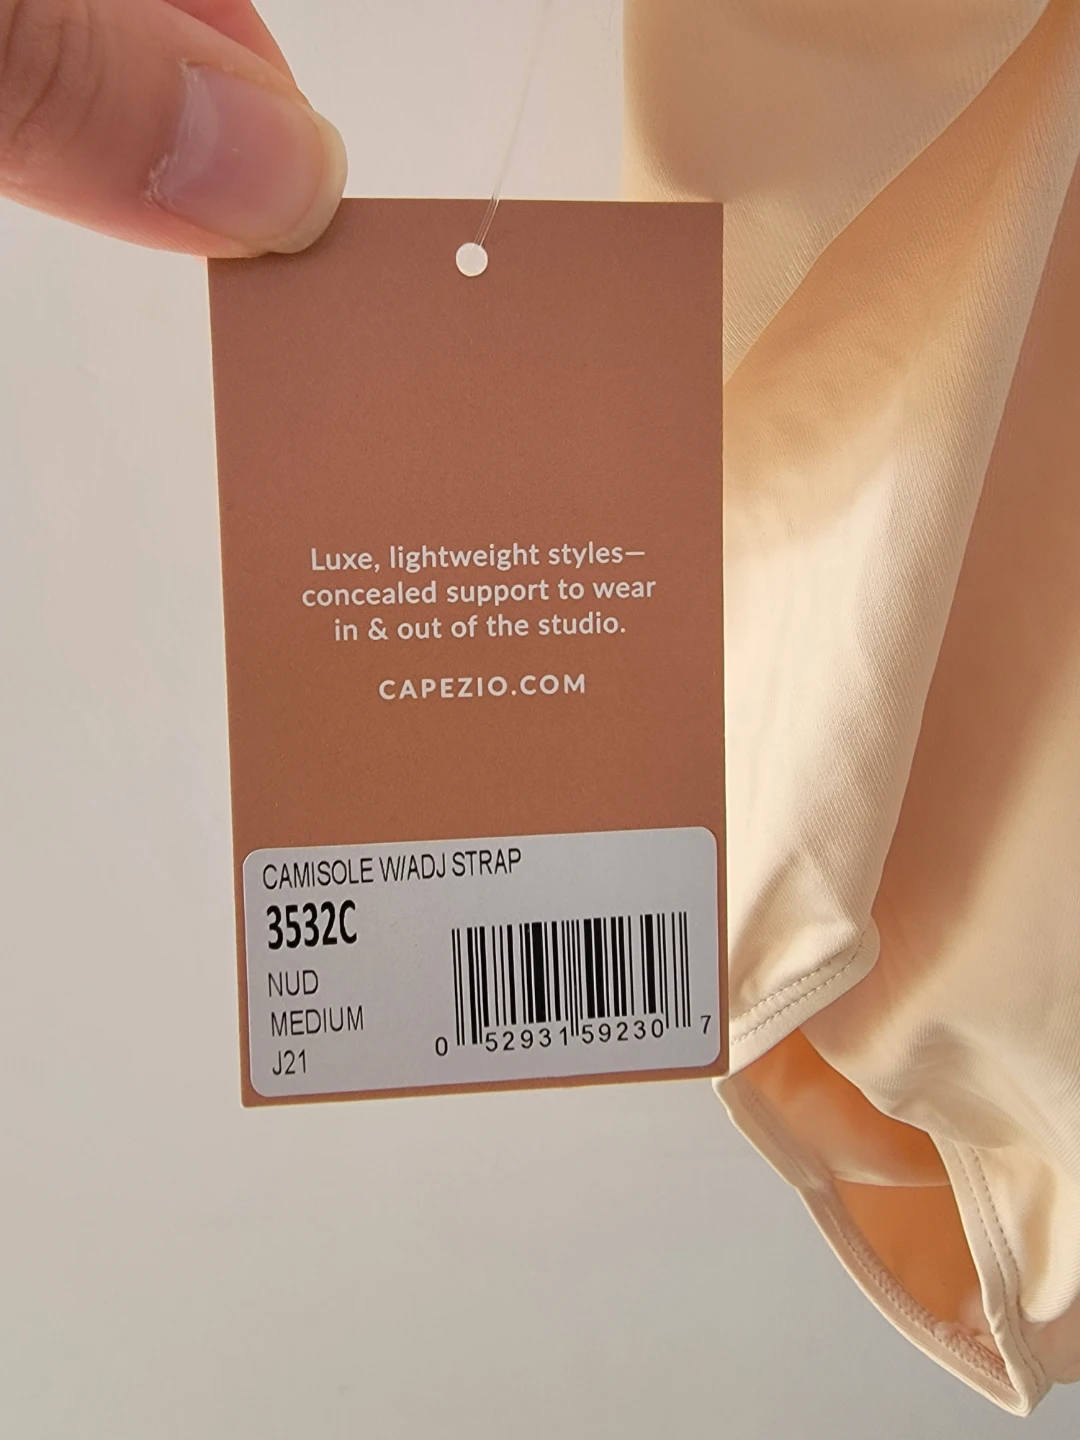 Luxe, lightweight styles—
concealed support to wear
in & out of the studio.
CAPEZIO.COM
CAMISOLE W/ADJ STRAP
3532C
NUD
MEDIUM
J21
0 52931 59230 7